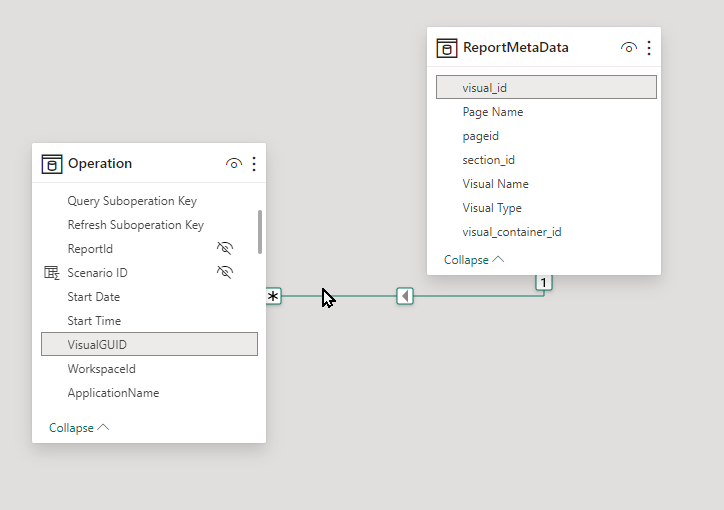 ReportMetaData
visual_id
Page Name
pageid
section_id
Visual Name
Visual Type
visual_container_id
Collapse
1
Operation
Query Suboperation Key
Refresh Suboperation Key
ReportId
Scenario ID
Start Date
Start Time
VisualGUID
WorkspaceId
ApplicationName
Collapse
*